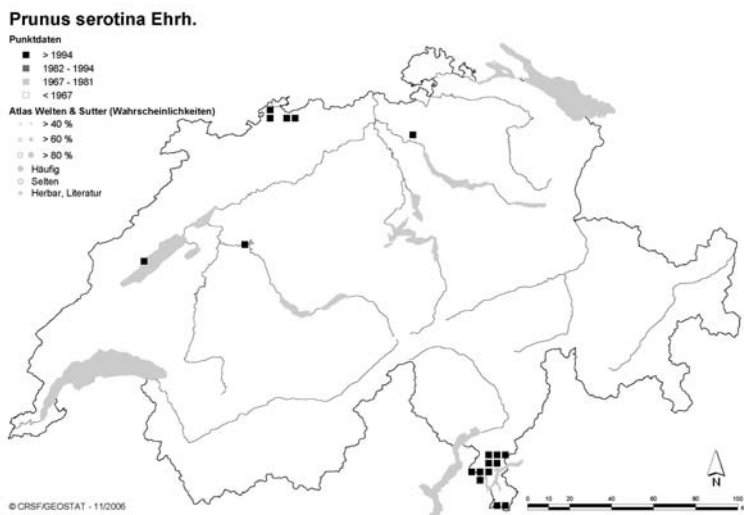 Prunus serotina Ehrh.
Punktdaten
> 1994
1982 - 1994
1967 - 1981
< 1967
Atlas Welten & Sutter (Wahrscheinlichkeiten)
> 40 %
> 60 %
> 80 %
Häufig
Selten
Herbar, Literatur
N
0 20 40 60 80 100
© CRSF/GEOSTAT - 11/2006